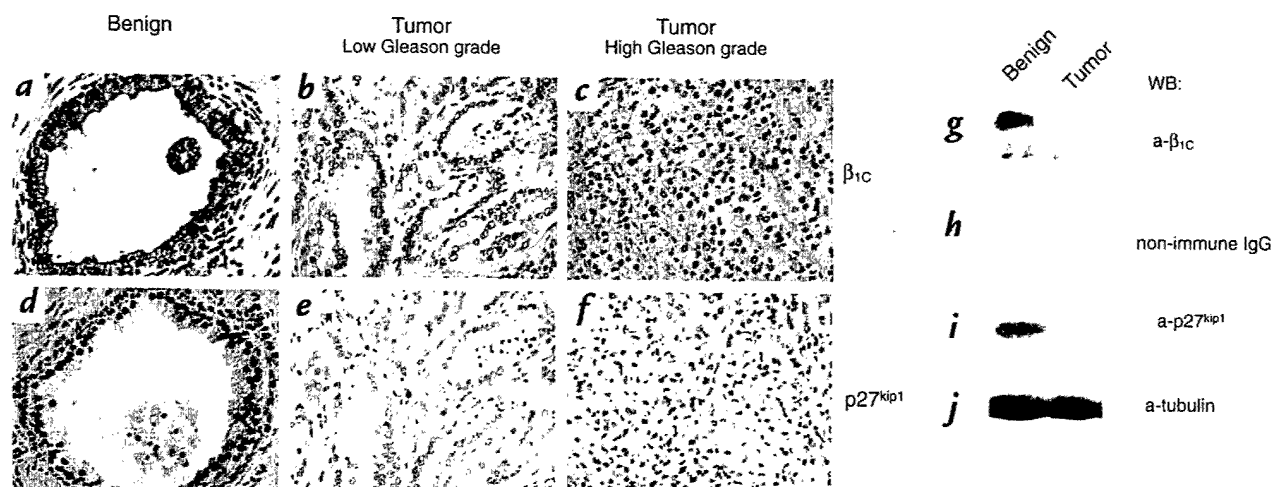 Benign
Tumor
Low Gleason grade
Tumor
High Gleason grade
a
b
c
β1C
d
e
f
p27kip1
Benign
Tumor
WB:
g
a-β1C
h
non-immune IgG
i
a-p27kip1
j
a-tubulin